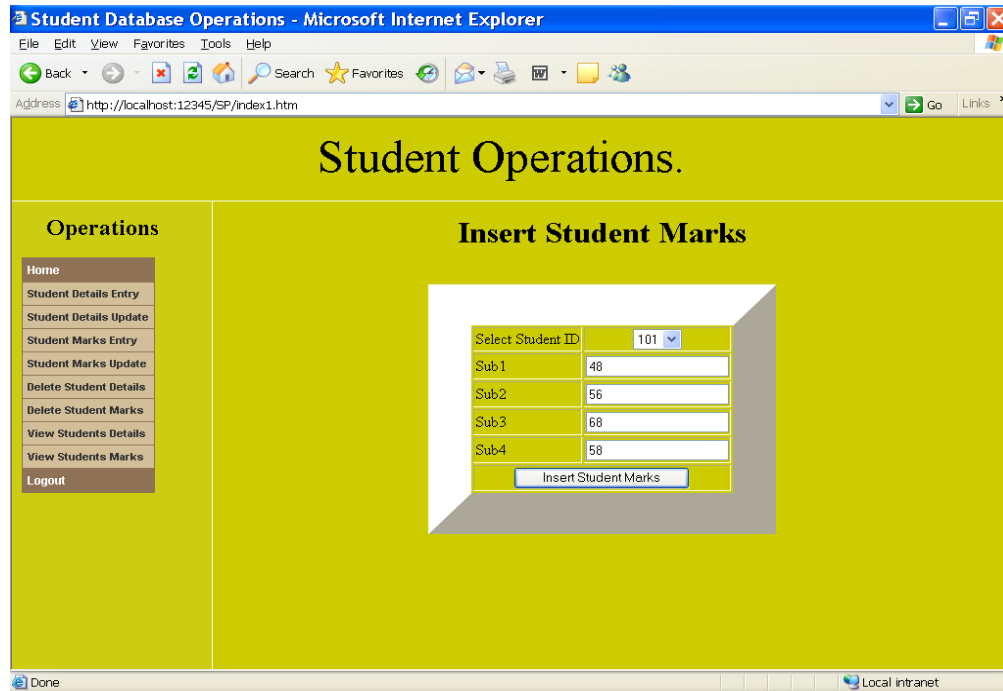 Student Database Operations - Microsoft Internet Explorer
File Edit View Favorites Tools Help
Back Search Favorites
Address http://localhost:12345/SP/index1.htm Go Links
Student Operations.
Operations
Home
Student Details Entry
Student Details Update
Student Marks Entry
Student Marks Update
Delete Student Details
Delete Student Marks
View Students Details
View Students Marks
Logout
Insert Student Marks
Select Student ID 101
Sub1 48
Sub2 56
Sub3 68
Sub4 58
Insert Student Marks
Done Local intranet